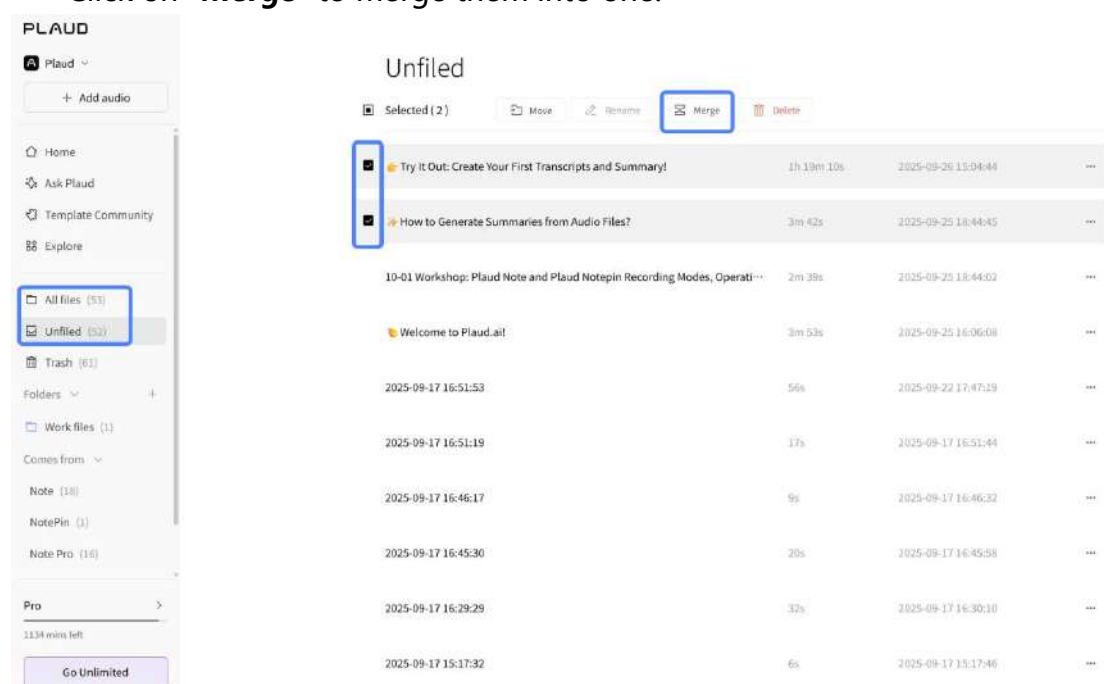 Click on "Merge" to merge them into one.
PLAUD
Plaud
+ Add audio
Home
Ask Plaud
Template Community
Explore
All files (53)
Unfiled (52)
Trash (61)
Folders +
Work files (1)
Comes from
Note (18)
NotePin (1)
Note Pro (16)
Pro
1134 mins left
Go Unlimited
Unfiled
Selected (2) Move Rename Merge Delete
👉 Try It Out: Create Your First Transcripts and Summary! 1h 19m 10s 2025-09-26 15:04:44 ...
How to Generate Summaries from Audio Files? 3m 42s 2025-09-25 18:44:45 ...
10-01 Workshop: Plaud Note and Plaud Notepin Recording Modes, Operati... 2m 39s 2025-09-25 18:44:02 ...
Welcome to Plaud.ai! 3m 53s 2025-09-25 16:06:08 ...
2025-09-17 16:51:53 56s 2025-09-22 17:47:19 ...
2025-09-17 16:51:19 17s 2025-09-17 16:51:44 ...
2025-09-17 16:46:17 9s 2025-09-17 16:46:32 ...
2025-09-17 16:45:30 20s 2025-09-17 16:45:58 ...
2025-09-17 16:29:29 32s 2025-09-17 16:30:10 ...
2025-09-17 15:17:32 6s 2025-09-17 15:17:46 ...